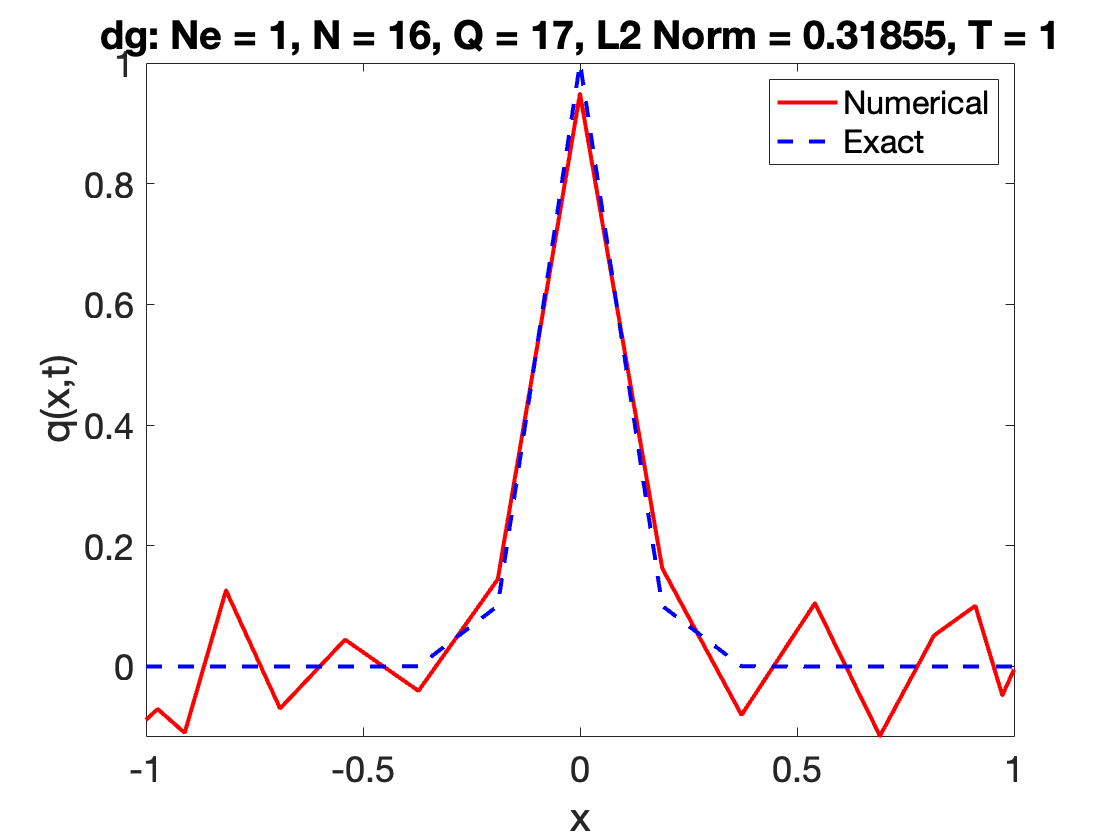 dg: Ne = 1, N = 16, Q = 17, L2 Norm = 0.31855, T = 1
1
0.8
0.6
0.4
0.2
0
q(x,t)
Numerical
Exact
-1
-0.5
0
0.5
1
x